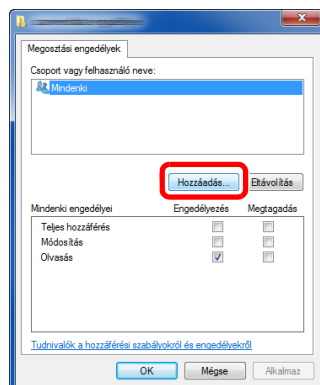 Megosztási engedélyek
Csoport vagy felhasználó neve:
Mindenki
Hozzáadás... Eltávolítás
Mindenki engedélyei Engedélyezés Megtagadás
Teljes hozzáférés
Módosítás
Olvasás
Tudnivalók a hozzáférési szabályokról és engedélyekről
OK Mégse Alkalmaz